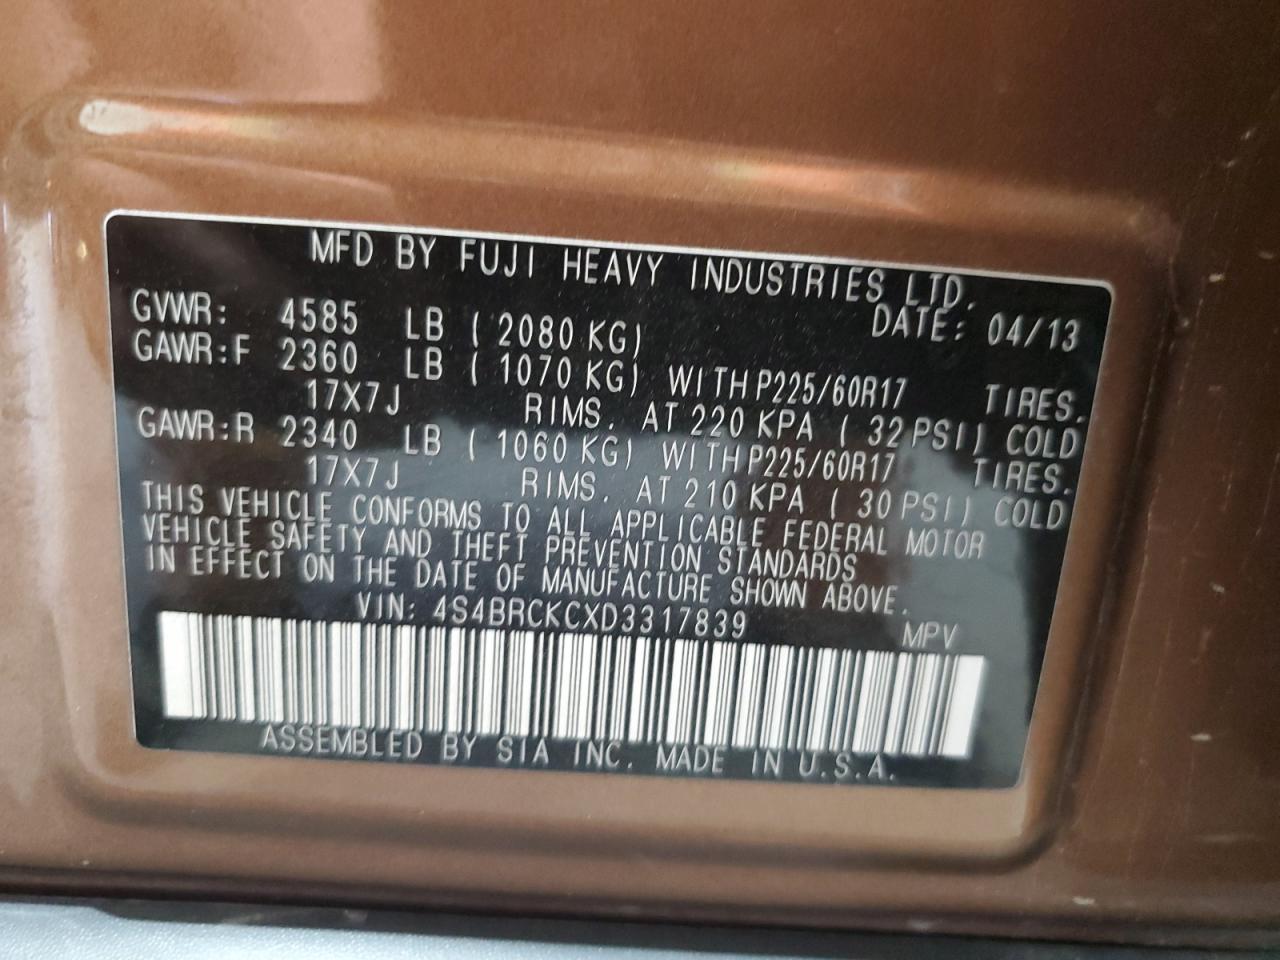 MFD BY FUJI HEAVY INDUSTRIES LTD.
GVWR: 4585 LB ( 2080 KG) DATE: 04/13
GAWR:F 2360 LB ( 1070 KG) WITH P225/60R17 TIRES.
17X7J RIMS. AT 220 KPA ( 32 PSI) COLD
GAWR:R 2340 LB ( 1060 KG) WITH P225/60R17 TIRES.
17X7J RIMS. AT 210 KPA ( 30 PSI) COLD
THIS VEHICLE CONFORMS TO ALL APPLICABLE FEDERAL MOTOR
VEHICLE SAFETY AND THEFT PREVENTION STANDARDS
IN EFFECT ON THE DATE OF MANUFACTURE SHOWN ABOVE.
VIN: 4S4BRCKCXD3317839 MPV
ASSEMBLED BY SIA INC. MADE IN U.S.A.